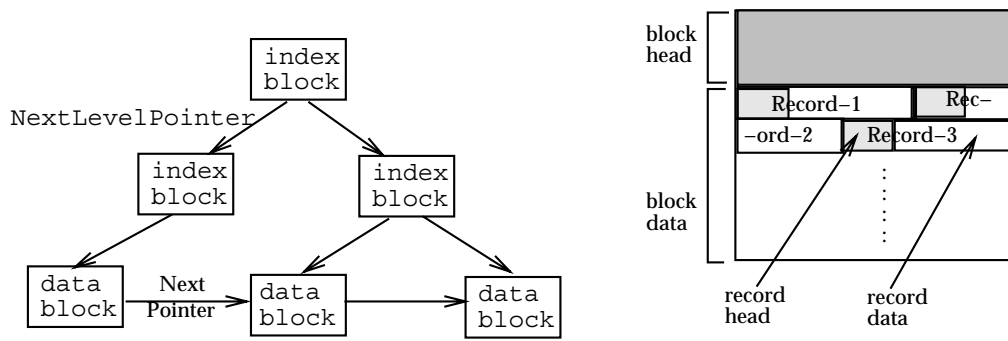 index
block
NextLevelPointer
index
block
index
block
data
block
Next
Pointer
data
block
data
block
block
head
Record-1
Rec-
-ord-2
Record-3
block
data
record
head
record
data